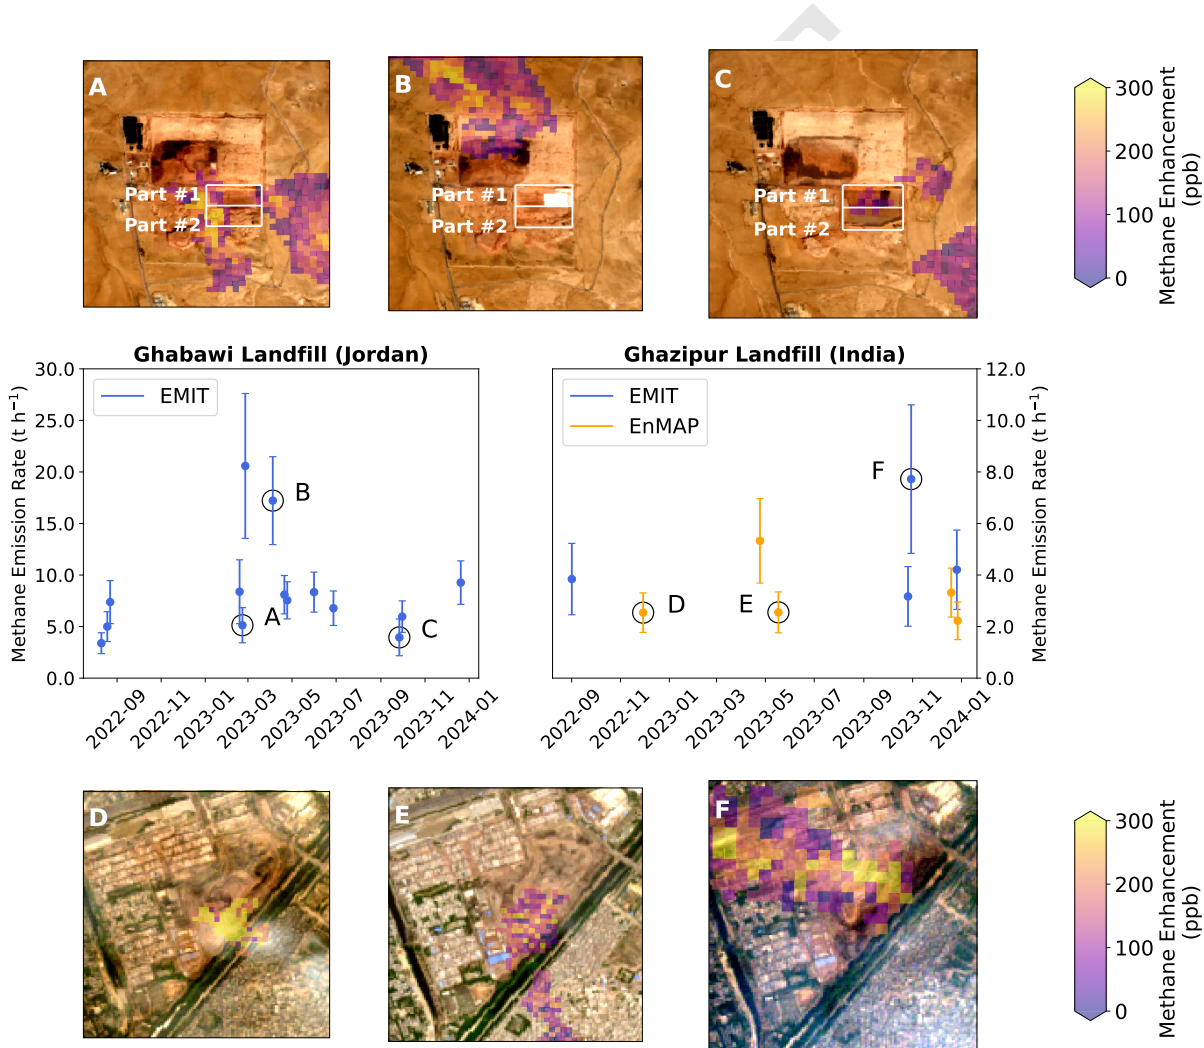 A
Part #1
Part #2
B
Part #1
Part #2
C
Part #1
Part #2
300
200
100
0
Methane Enhancement
(ppb)
Ghabawi Landfill (Jordan)
Methane Emission Rate (t h⁻¹)
30.0
25.0
20.0
15.0
10.0
5.0
0.0
EMIT
A
B
C
2022-09
2022-11
2023-01
2023-03
2023-05
2023-07
2023-09
2023-11
2024-01
Ghazipur Landfill (India)
EMIT
EnMAP
D
E
F
12.0
10.0
8.0
6.0
4.0
2.0
0.0
Methane Emission Rate (t h⁻¹)
2022-09
2022-11
2023-01
2023-03
2023-05
2023-07
2023-09
2023-11
2024-01
D
E
F
300
200
100
0
Methane Enhancement
(ppb)